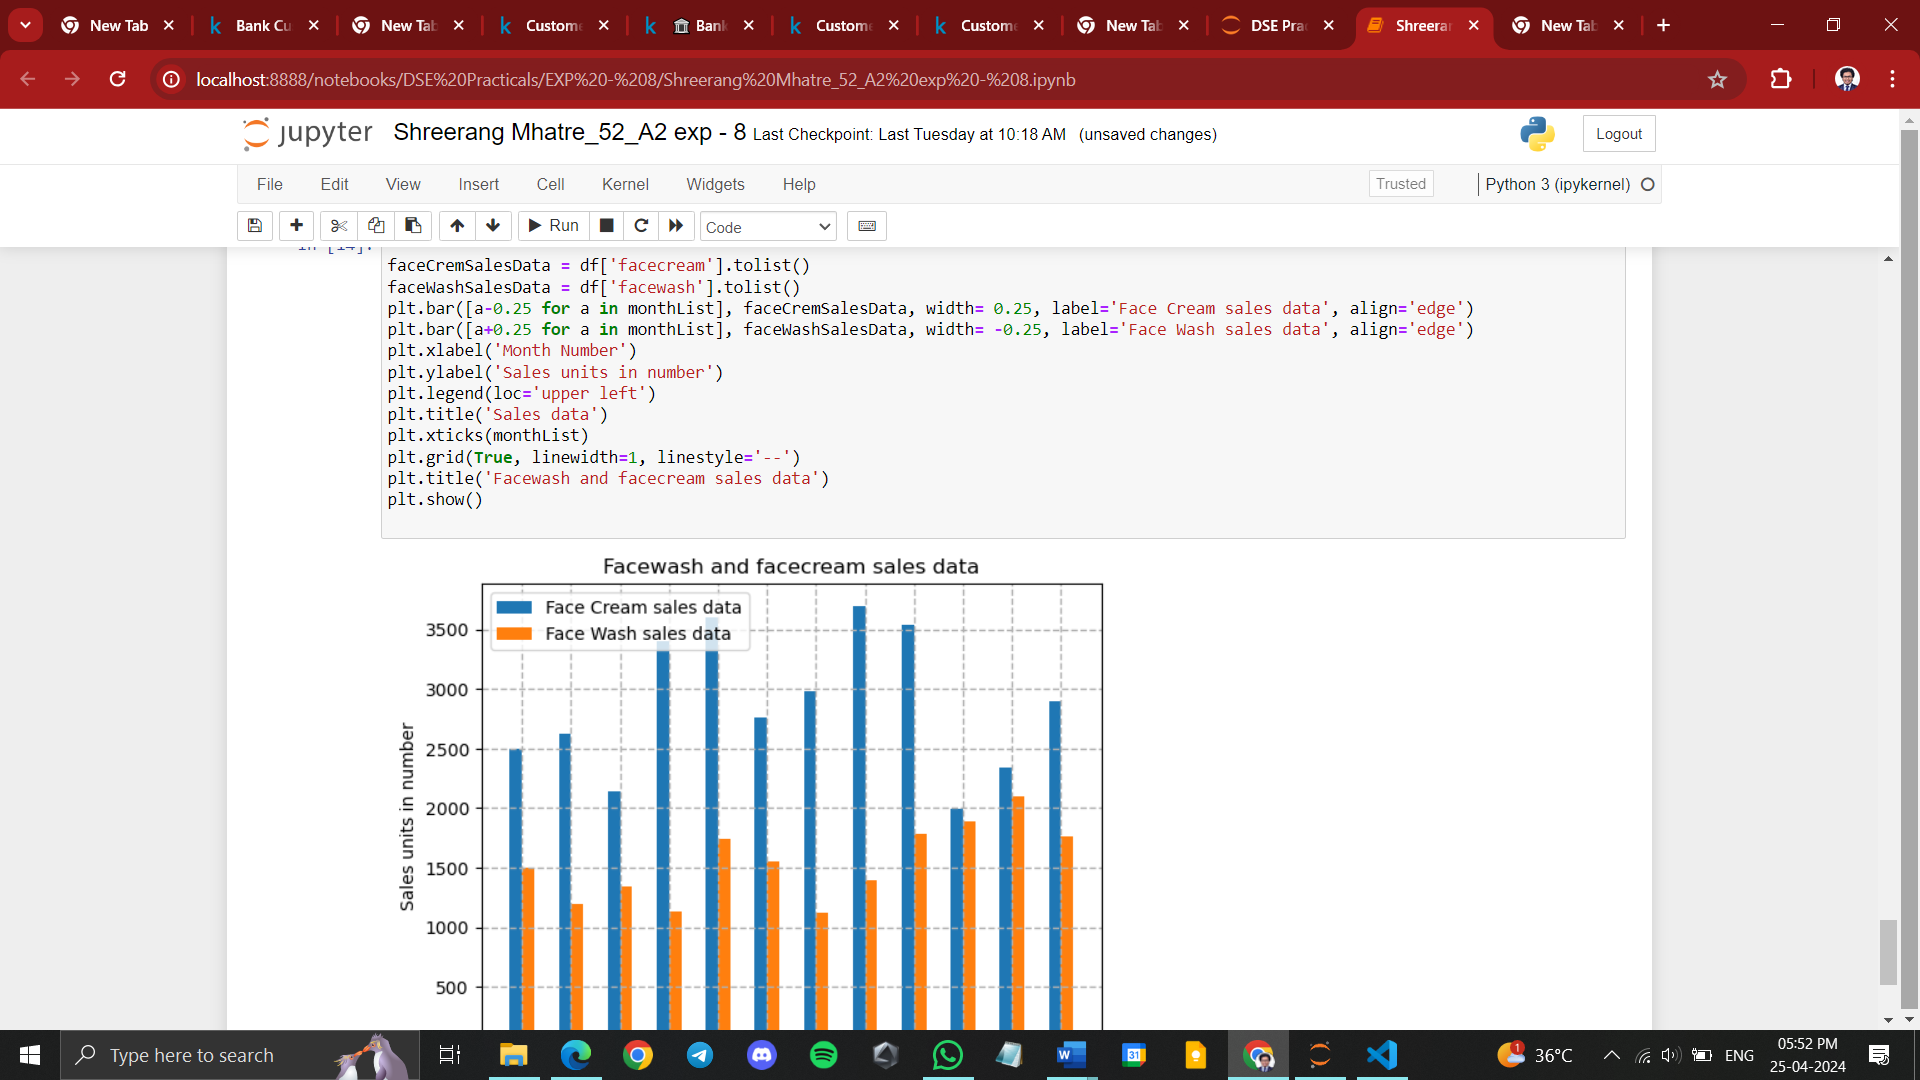 New Tab
Bank Cu
New Tab
Custome
Bank
Custome
Custome
New Tab
DSE Prac
Shreeran
New Tab
localhost:8888/notebooks/DSE%20Practicals/EXP%20-%208/Shreerang%20Mhatre_52_A2%20exp%20-%208.ipynb
jupyter Shreerang Mhatre_52_A2 exp - 8 Last Checkpoint: Last Tuesday at 10:18 AM (unsaved changes)
Logout
File Edit View Insert Cell Kernel Widgets Help
Trusted
Python 3 (ipykernel)
Run
Code
In [14]:
faceCremSalesData = df['facecream'].tolist()
faceWashSalesData = df['facewash'].tolist()
plt.bar([a-0.25 for a in monthList], faceCremSalesData, width= 0.25, label='Face Cream sales data', align='edge')
plt.bar([a+0.25 for a in monthList], faceWashSalesData, width= -0.25, label='Face Wash sales data', align='edge')
plt.xlabel('Month Number')
plt.ylabel('Sales units in number')
plt.legend(loc='upper left')
plt.title('Sales data')
plt.xticks(monthList)
plt.grid(True, linewidth=1, linestyle='--')
plt.title('Facewash and facecream sales data')
plt.show()
Facewash and facecream sales data
Face Cream sales data
Face Wash sales data
3500
3000
2500
2000
1500
1000
500
Sales units in number
Type here to search
31
1
36°C
ENG
05:52 PM
25-04-2024